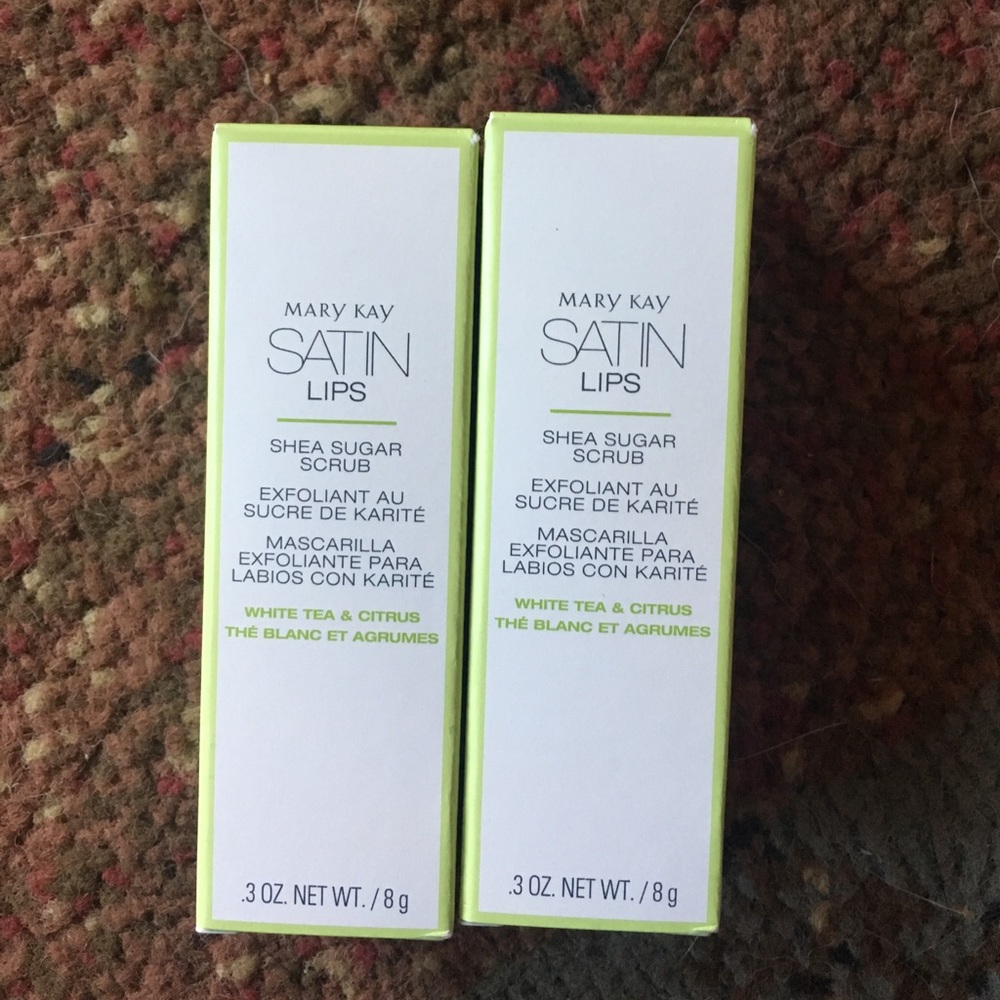 MARY KAY
SATIN
LIPS
SHEA SUGAR
SCRUB
EXFOLIANT AU
SUCRE DE KARITÉ
MASCARILLA
EXFOLIANTE PARA
LABIOS CON KARITÉ
WHITE TEA & CITRUS
THÉ BLANC ET AGRUMES
.3 OZ. NET WT. / 8 g
MARY KAY
SATIN
LIPS
SHEA SUGAR
SCRUB
EXFOLIANT AU
SUCRE DE KARITÉ
MASCARILLA
EXFOLIANTE PARA
LABIOS CON KARITÉ
WHITE TEA & CITRUS
THÉ BLANC ET AGRUMES
.3 OZ. NET WT. / 8 g